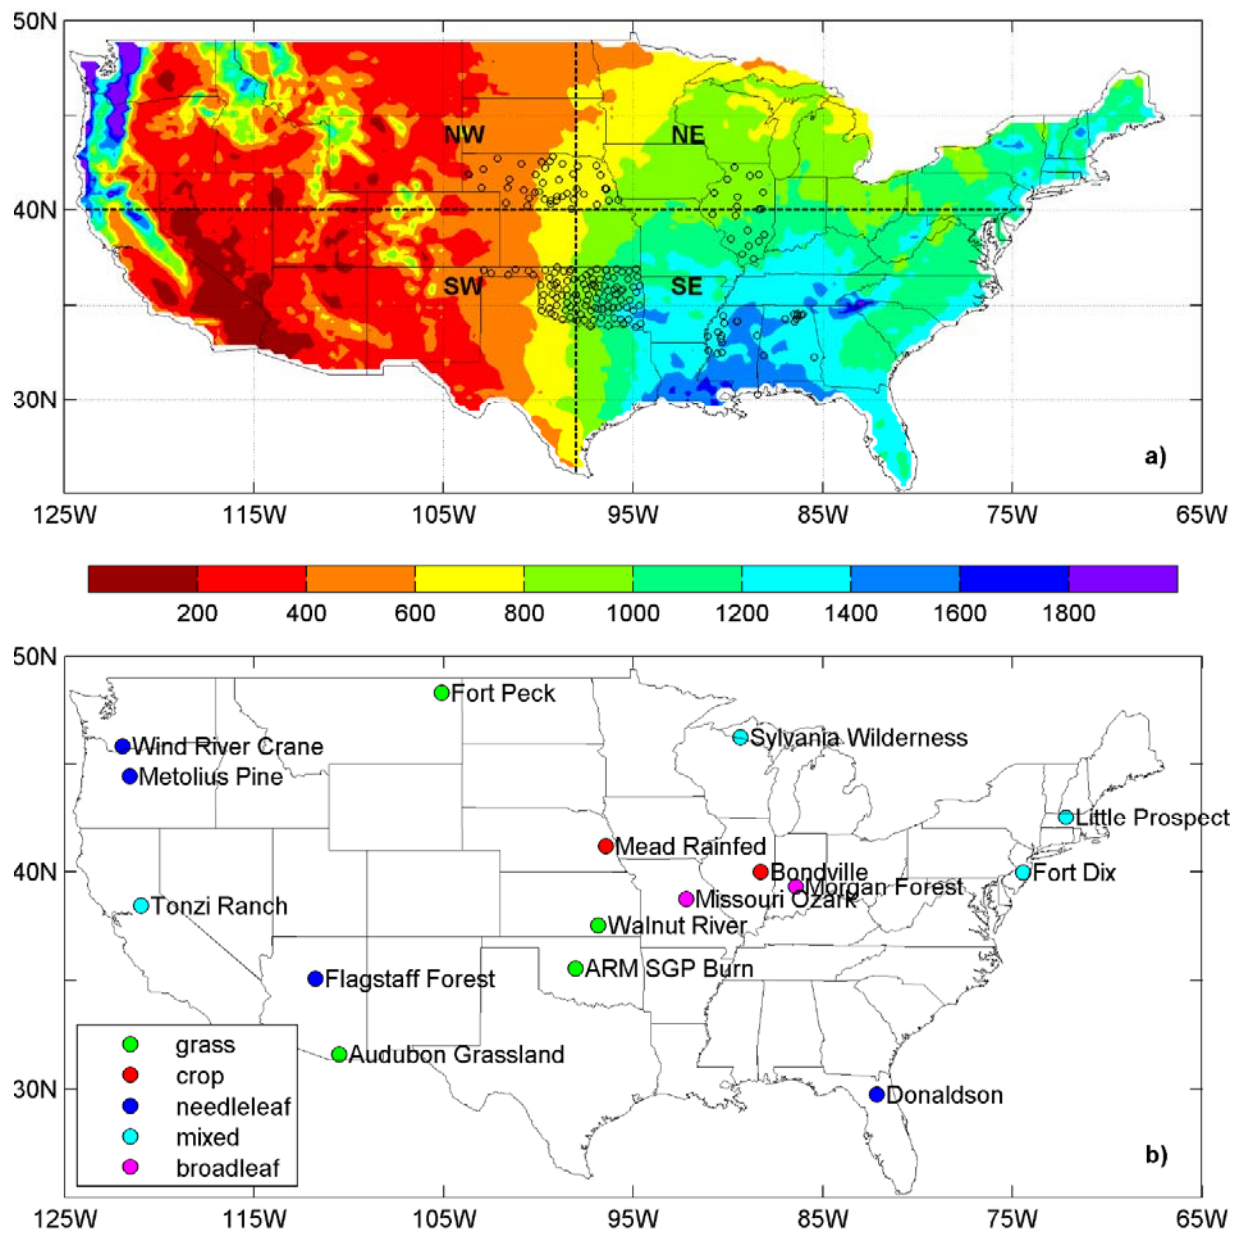 50N
NW
NE
40N
SW
SE
30N
a)
125W 115W 105W 95W 85W 75W 65W
200 400 600 800 1000 1200 1400 1600 1800
50N
Fort Peck
Wind River Crane
Sylvania Wilderness
Metolius Pine
Little Prospect
Mead Rainfed
40N
Bondville
Fort Dix
Morgan Forest
Missouri Ozark
Tonzi Ranch
Walnut River
ARM SGP Burn
Flagstaff Forest
Audubon Grassland
30N
Donaldson
grass
crop
needleleaf
mixed
broadleaf
b)
125W 115W 105W 95W 85W 75W 65W